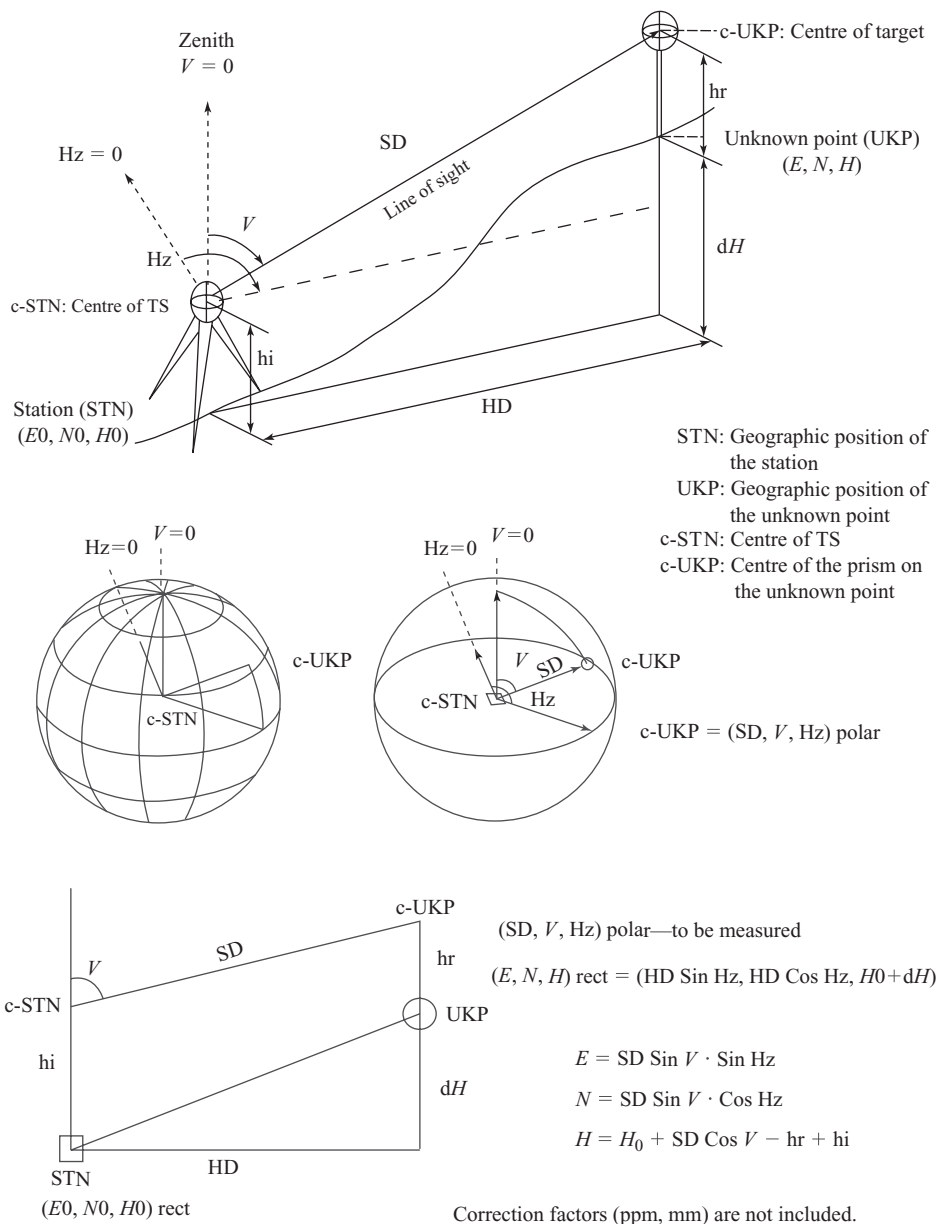 Zenith
V = 0
c-UKP: Centre of target
hr
SD
Hz = 0
Unknown point (UKP)
(E, N, H)
Line of sight
V
Hz
dH
c-STN: Centre of TS
hi
HD
Station (STN)
(E0, N0, H0)
STN: Geographic position of
the station
UKP: Geographic position of
the unknown point
c-STN: Centre of TS
c-UKP: Centre of the prism on
the unknown point
V=0
Hz=0
c-UKP
c-STN
V=0
Hz=0
V
SD
c-UKP
c-STN
Hz
c-UKP = (SD, V, Hz) polar
c-UKP
(SD, V, Hz) polar—to be measured
SD
hr
V
(E, N, H) rect = (HD Sin Hz, HD Cos Hz, H0+dH)
c-STN
UKP
hi
E = SD Sin V · Sin Hz
dH
N = SD Sin V · Cos Hz
H = H₀ + SD Cos V − hr + hi
HD
STN
(E0, N0, H0) rect
Correction factors (ppm, mm) are not included.